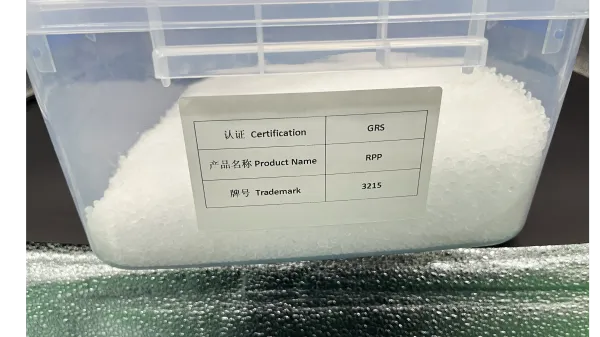 认证 Certification GRS
产品名称 Product Name RPP
牌号 Trademark 3215